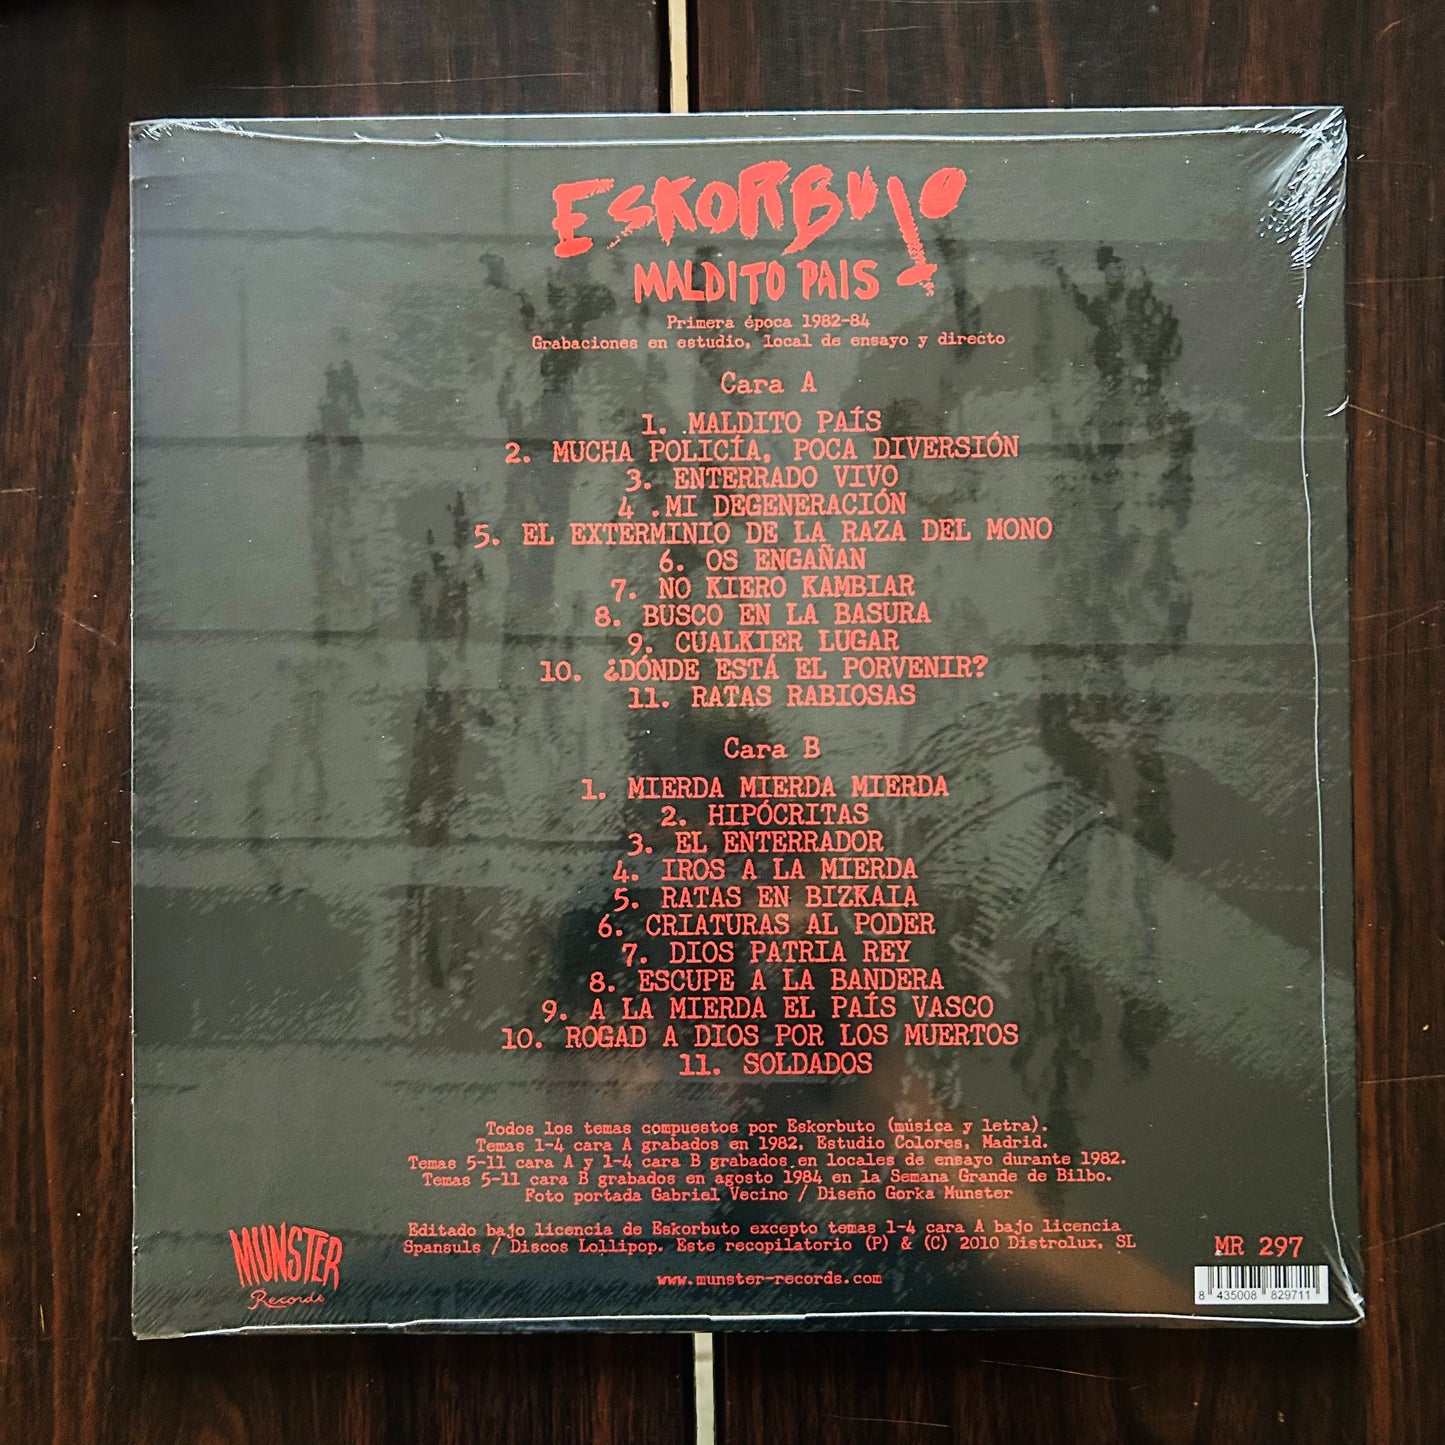 ESKORBUTO
MALDITO PAIS
Primera época 1982-84
Grabaciones en estudio, local de ensayo y directo
Cara A
1. MALDITO PAÍS
2. MUCHA POLICÍA, POCA DIVERSIÓN
3. ENTERRADO VIVO
4 .MI DEGENERACIÓN
5. EL EXTERMINIO DE LA RAZA DEL MONO
6. OS ENGAÑAN
7. NO KIERO KAMBIAR
8. BUSCO EN LA BASURA
9. CUALKIER LUGAR
10. ¿DÓNDE ESTÁ EL PORVENIR?
11. RATAS RABIOSAS
Cara B
1. MIERDA MIERDA MIERDA
2. HIPÓCRITAS
3. EL ENTERRADOR
4. IROS A LA MIERDA
5. RATAS EN BIZKAIA
6. CRIATURAS AL PODER
7. DIOS PATRIA REY
8. ESCUPE A LA BANDERA
9. A LA MIERDA EL PAÍS VASCO
10. ROGAD A DIOS POR LOS MUERTOS
11. SOLDADOS
Todos los temas compuestos por Eskorbuto (música y letra).
Temas 1-4 cara A grabados en 1982, Estudio Colores, Madrid.
Temas 5-11 cara A y 1-4 cara B grabados en locales de ensayo durante 1982.
Temas 5-11 cara B grabados en agosto 1984 en la Semana Grande de Bilbo.
Foto portada Gabriel Vecino / Diseño Gorka Munster
Editado bajo licencia de Eskorbuto excepto temas 1-4 cara A bajo licencia
Spansuls / Discos Lollipop. Este recopilatorio (P) & (C) 2010 Distrolux, SL
www.munster-records.com
MUNSTER
Records
MR 297
8 435008 829711